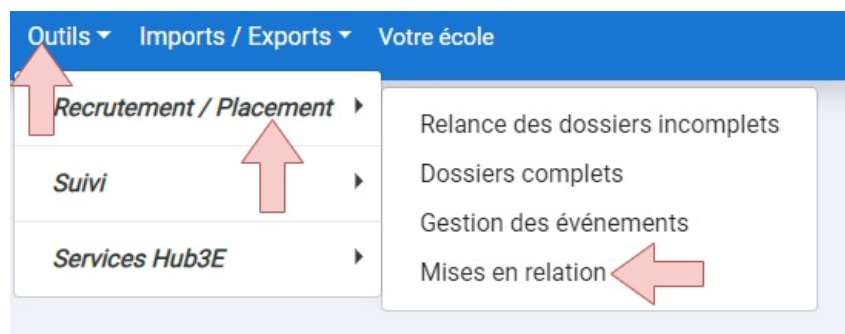 Outils Imports / Exports Votre école
Recrutement / Placement
Suivi
Services Hub3E
Relance des dossiers incomplets
Dossiers complets
Gestion des événements
Mises en relation